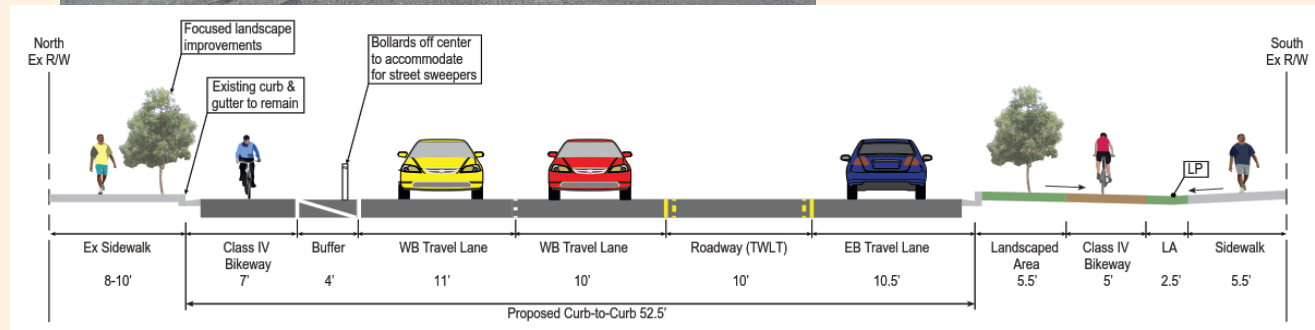 North
Ex R/W
Focused landscape
improvements
Existing curb &
gutter to remain
Bollards off center
to accommodate
for street sweepers
South
Ex R/W
LP
Ex Sidewalk
8-10'
Class IV
Bikeway
7'
Buffer
4'
WB Travel Lane
11'
WB Travel Lane
10'
Roadway (TWLT)
10'
EB Travel Lane
10.5'
Landscaped
Area
5.5'
Class IV
Bikeway
5'
LA
2.5'
Sidewalk
5.5'
Proposed Curb-to-Curb 52.5'